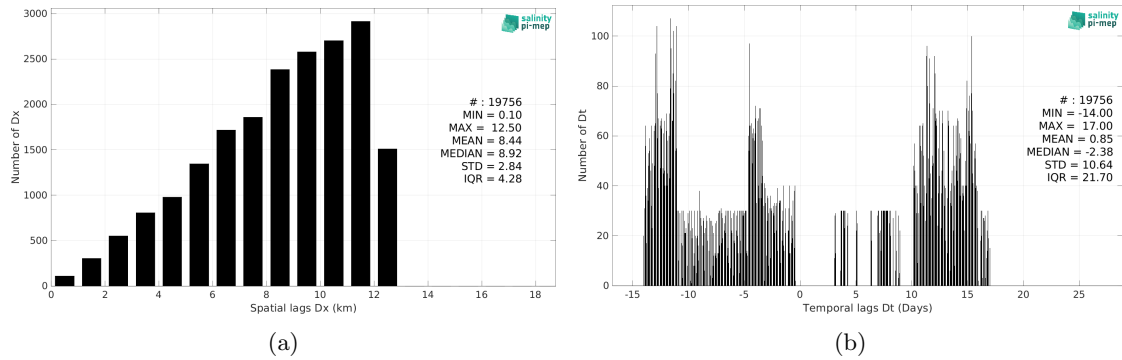 3000
2500
2000
1500
1000
500
0
Number of Dx
0 2 4 6 8 10 12 14 16 18
Spatial lags Dx (km)
salinity
pi-mep
# : 19756
MIN = 0.10
MAX = 12.50
MEAN = 8.44
MEDIAN = 8.92
STD = 2.84
IQR = 4.28
(a)
100
80
60
40
20
0
Number of Dt
-15 -10 -5 0 5 10 15 20 25
Temporal lags Dt (Days)
salinity
pi-mep
# : 19756
MIN = -14.00
MAX = 17.00
MEAN = 0.85
MEDIAN = -2.38
STD = 10.64
IQR = 21.70
(b)